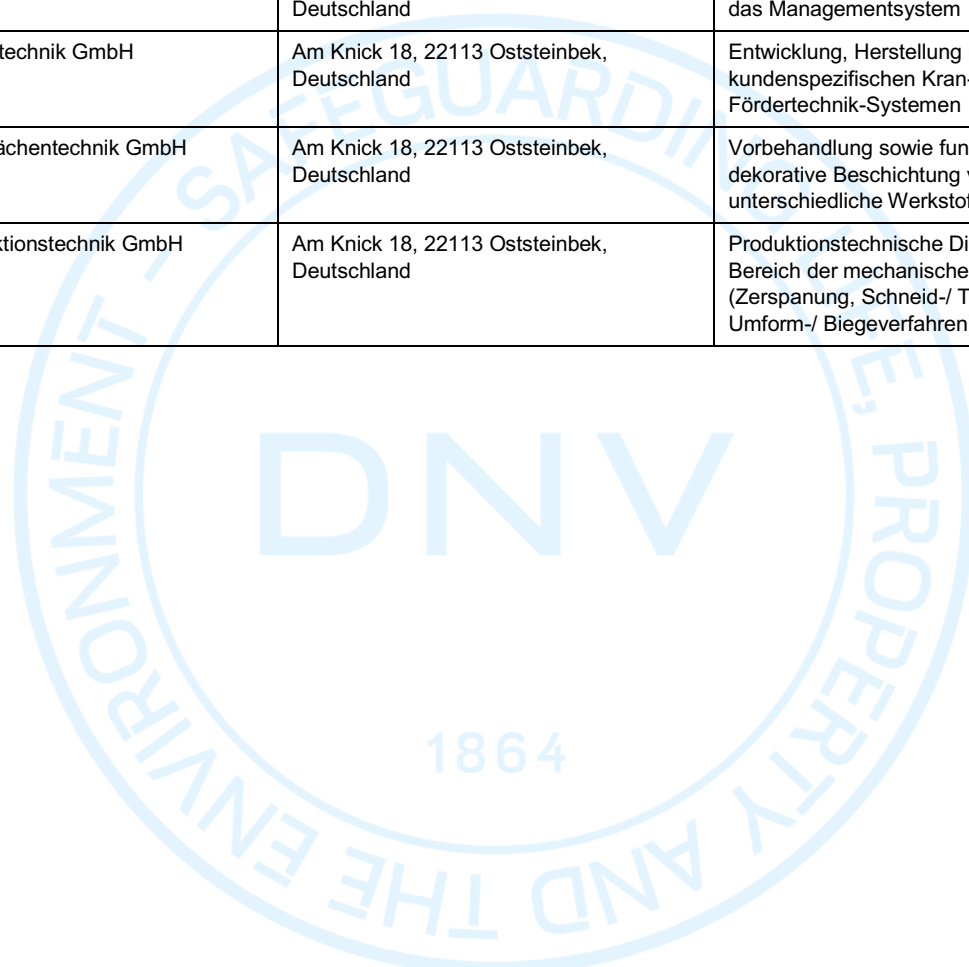 Deutschland
das Managementsystem
technik GmbH
Am Knick 18, 22113 Oststeinbek,
Deutschland
Entwicklung, Herstellung
kundenspezifischen Kran-
Fördertechnik-Systemen
ächentechnik GmbH
Am Knick 18, 22113 Oststeinbek,
Deutschland
Vorbehandlung sowie fun
dekorative Beschichtung
unterschiedliche Werkstof
ktionstechnik GmbH
Am Knick 18, 22113 Oststeinbek,
Deutschland
Produktionstechnische Di
Bereich der mechanische
(Zerspanung, Schneid-/ T
Umform-/ Biegeverfahren
SAFEGUARDING LIFE, PROPERTY AND THE ENVIRONMENT –
DNV
1864